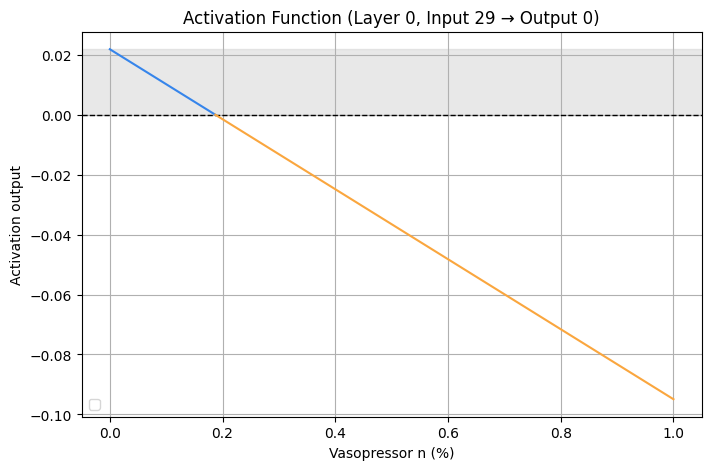 Activation Function (Layer 0, Input 29 → Output 0)
Activation output
0.02
0.00
−0.02
−0.04
−0.06
−0.08
−0.10
0.0 0.2 0.4 0.6 0.8 1.0
Vasopressor n (%)